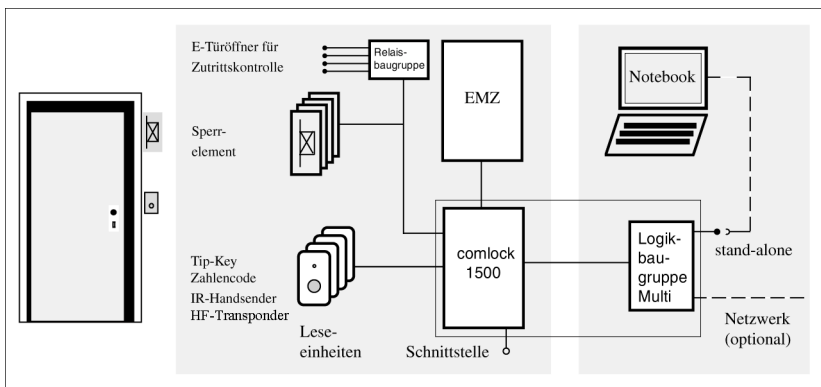 E-Türöffner für
Zutrittskontrolle
Relais-
baugruppe
EMZ
Notebook
Sperr-
element
comlock
1500
Logik-
bau-
gruppe
Multi
stand-alone
Tip-Key
Zahlencode
IR-Handsender
HF-Transponder
Lese-
einheiten
Schnittstelle
Netzwerk
(optional)